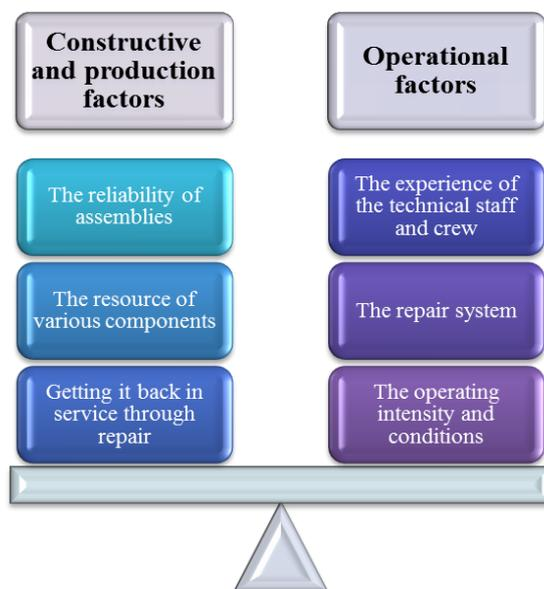 Constructive
and production
factors
Operational
factors
The reliability of
assemblies
The experience of
the technical staff
and crew
The resource of
various components
The repair system
Getting it back in
service through
repair
The operating
intensity and
conditions